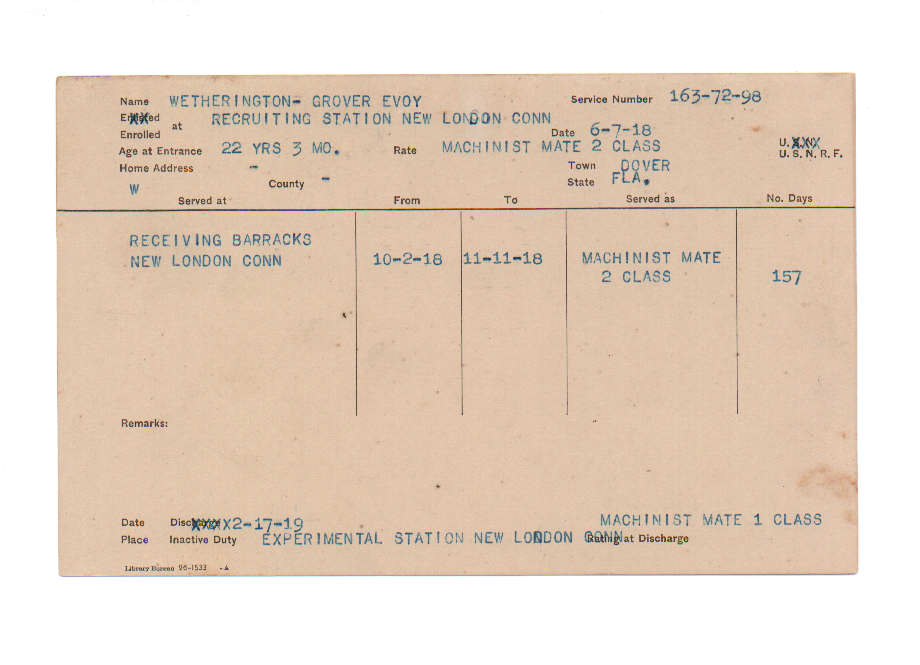 Name WETHERINGTON- GROVER EVOY Service Number 163-72-98
Enlisted
Enrolled at RECRUITING STATION NEW LONDON CONN Date 6-7-18
Age at Entrance 22 YRS 3 MO. Rate MACHINIST MATE 2 CLASS U.S.N.
U. S. N. R. F.
Home Address - Town DOVER
W County - State FLA.
Served at From To Served as No. Days
RECEIVING BARRACKS
NEW LONDON CONN 10-2-18 11-11-18 MACHINIST MATE
2 CLASS 157
Remarks:
Date Discharge 2-17-19 MACHINIST MATE 1 CLASS
Place Inactive Duty EXPERIMENTAL STATION NEW LONDON CONN Rating at Discharge
Library Bureau 26-1533 -A